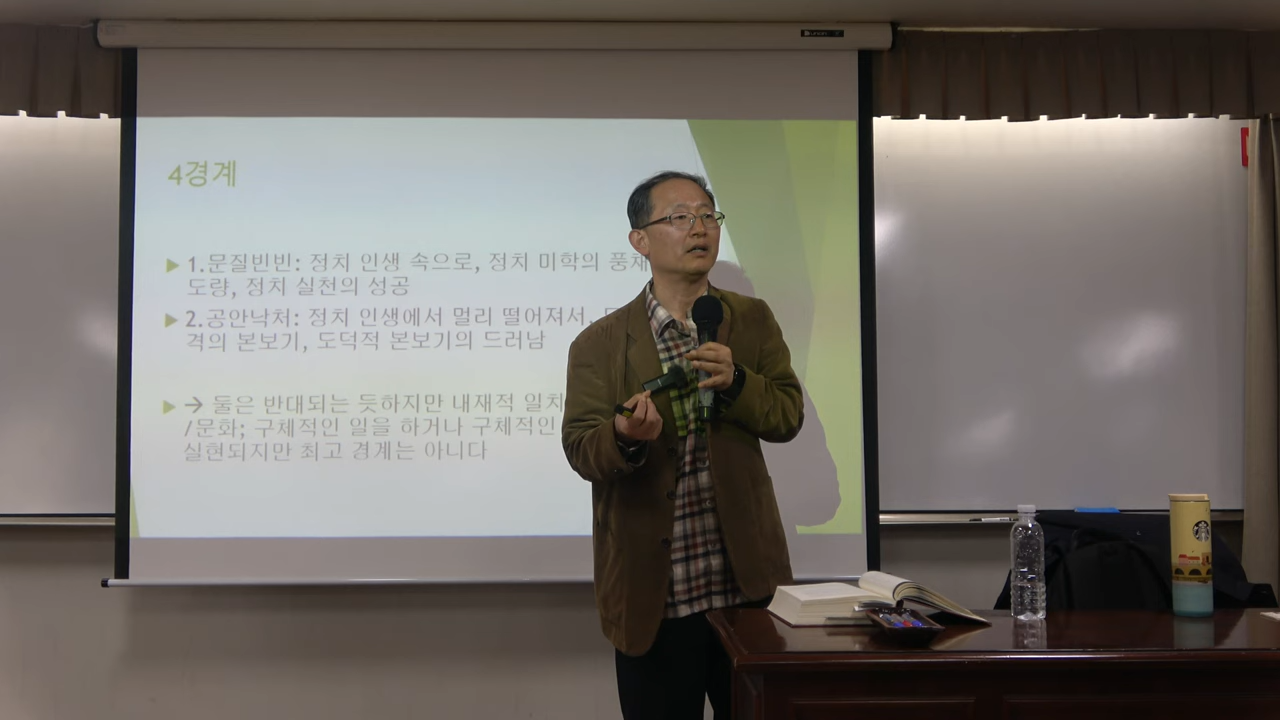 4경계
1.문질빈빈: 정치 인생 속으로, 정치 미학의 풍채
도량, 정치 실천의 성공
2.공안낙처: 정치 인생에서 멀리 떨어져서,
격의 본보기, 도덕적 본보기의 드러남
→ 둘은 반대되는 듯하지만 내재적 일치
/문화; 구체적인 일을 하거나 구체적인
실현되지만 최고 경계는 아니다